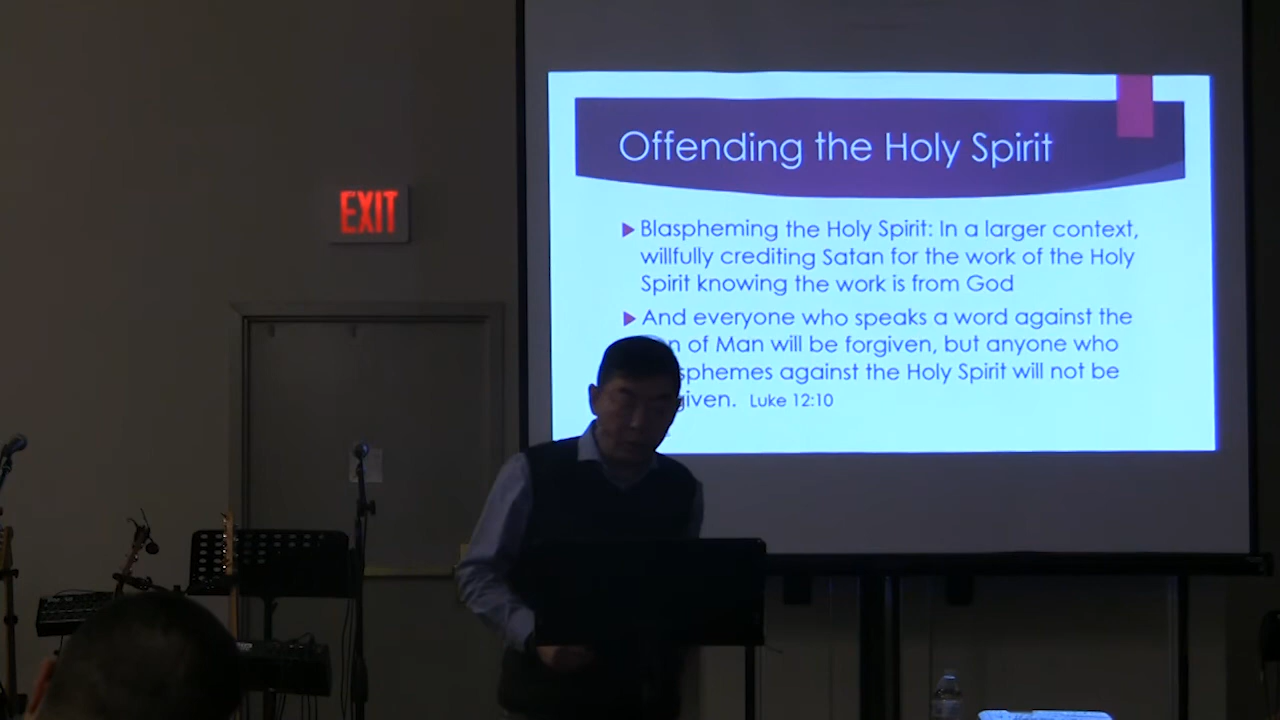 EXIT
Offending the Holy Spirit
Blaspheming the Holy Spirit: In a larger context,
willfully crediting Satan for the work of the Holy
Spirit knowing the work is from God
And everyone who speaks a word against the
of Man will be forgiven, but anyone who
against the Holy Spirit will not be
Luke 12:10